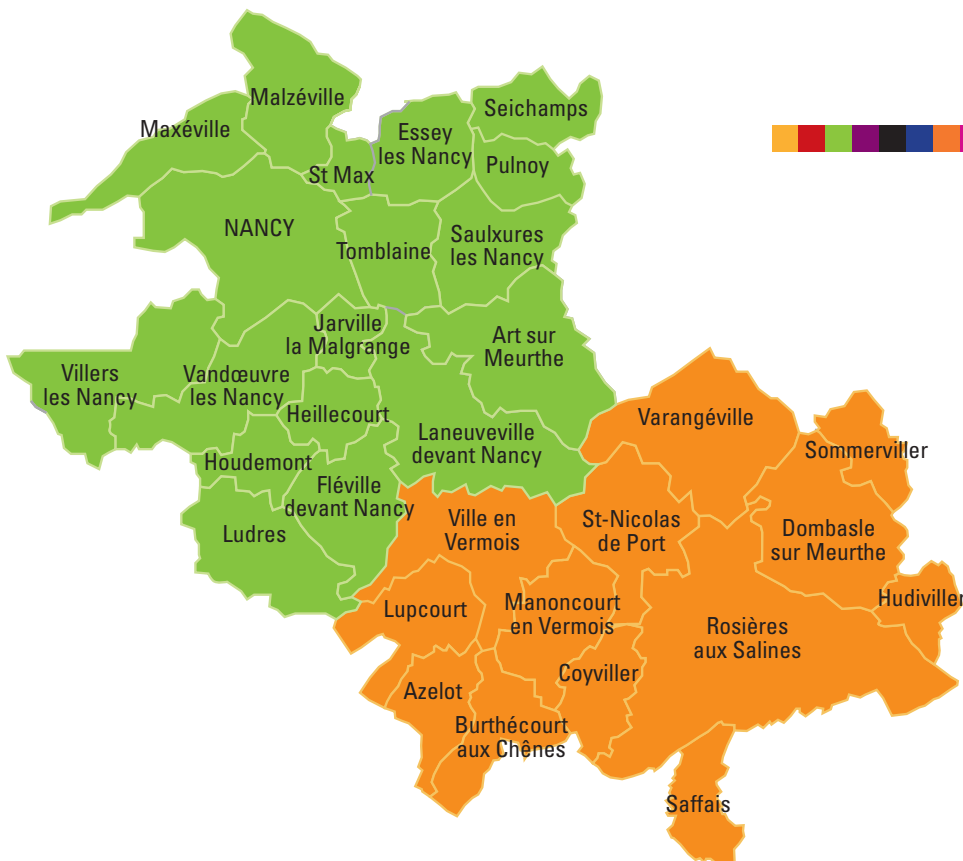 Malzéville
Seichamps
Maxéville
Essey
les Nancy
Pulnoy
St Max
NANCY
Tomblaine
Saulxures
les Nancy
Jarville
la Malgrange
Art sur
Meurthe
Villers
les Nancy
Vandœuvre
les Nancy
Heillecourt
Laneuveville
devant Nancy
Varangéville
Sommerviller
Houdemont
Fléville
devant Nancy
Ludres
Ville en
Vermois
St-Nicolas
de Port
Dombasle
sur Meurthe
Lupcourt
Manoncourt
en Vermois
Hudiviller
Rosières
aux Salines
Azelot
Coyviller
Burthécourt
aux Chênes
Saffais